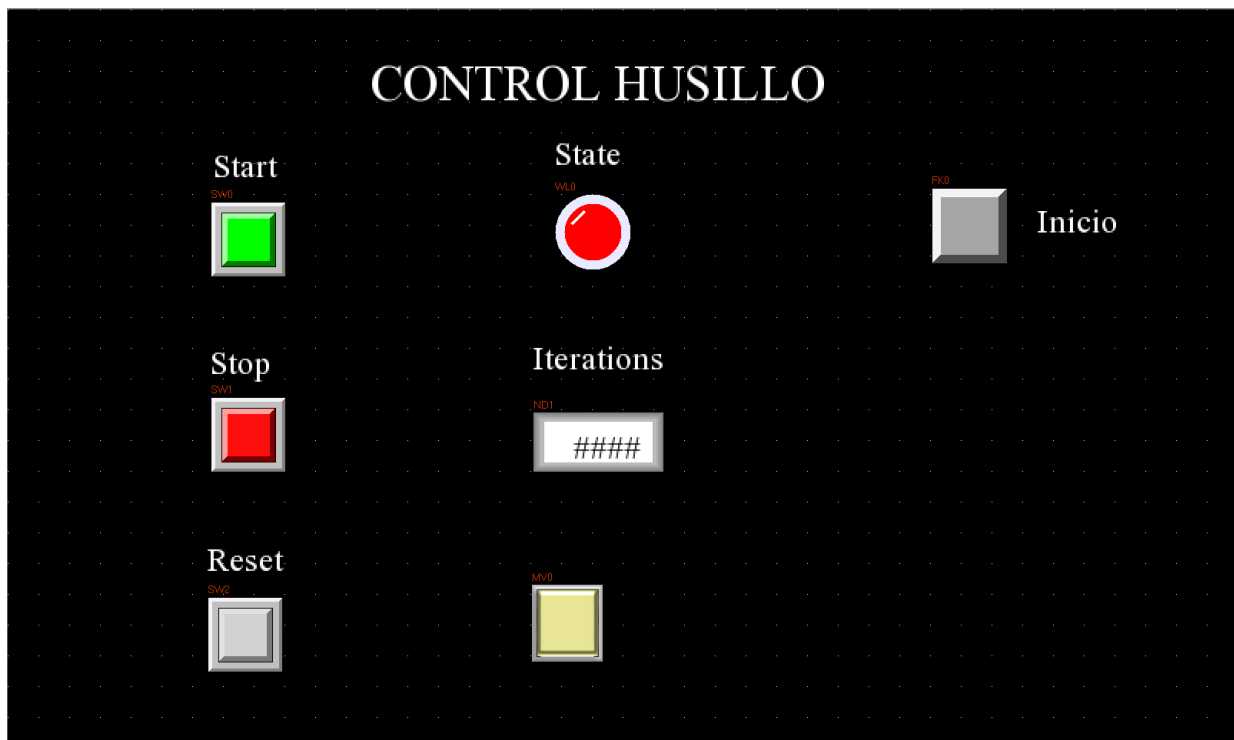 CONTROL HUSILLO
Start
SW0
State
WL0
FK0
Inicio
Stop
SW1
Iterations
ND1
####
Reset
SW2
MV0